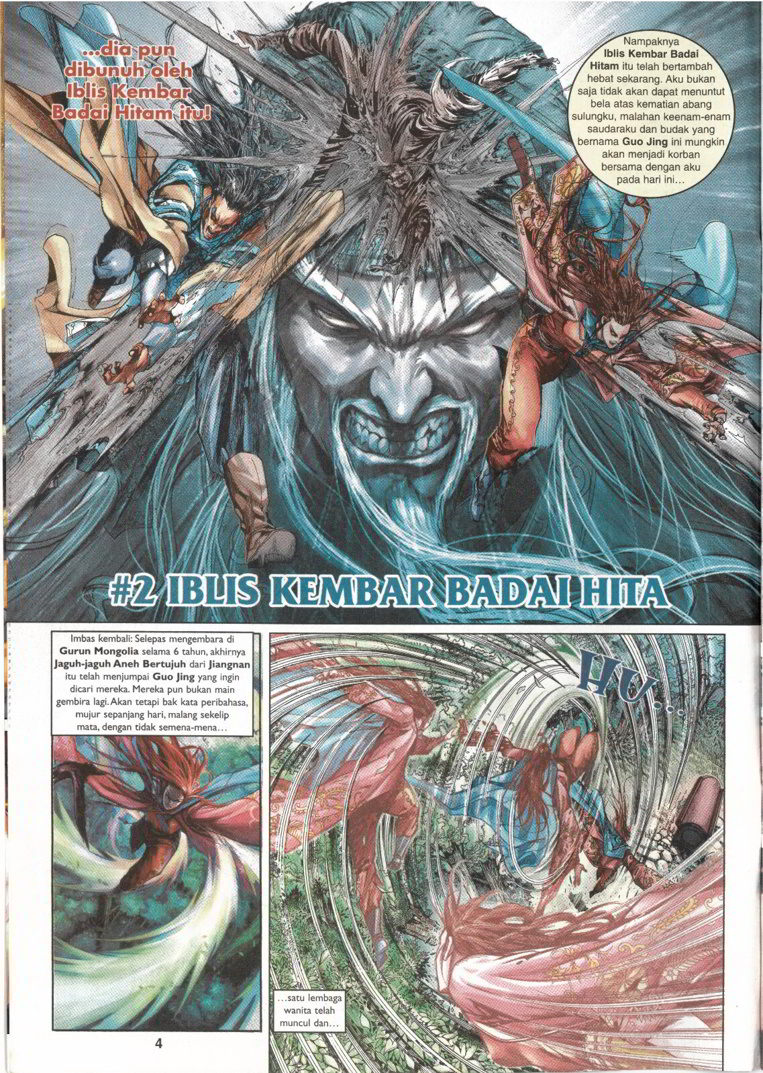 ...dia pun
dibunuh oleh
Iblis Kembar
Badai Hitam itu!
Nampaknya
Iblis Kembar Badai
Hitam itu telah bertambah
hebat sekarang. Aku bukan
saja tidak akan dapat menuntut
bela atas kematian abang
sulungku, malahan keenam-enam
saudaraku dan budak yang
bernama Guo Jing ini mungkin
akan menjadi korban
bersama dengan aku
pada hari ini...
#2 IBLIS KEMBAR BADAI HITA
Imbas kembali: Selepas mengembara di
Gurun Mongolia selama 6 tahun, akhirnya
Jaguh-jaguh Aneh Bertujuh dari Jiangnan
itu telah menjumpai Guo Jing yang ingin
dicari mereka. Mereka pun bukan main
gembira lagi. Akan tetapi bak kata peribahasa,
mujur sepanjang hari, malang sekelip
mata, dengan tidak semena-mena...
HU...
...satu lembaga
wanita telah
muncul dan...
4